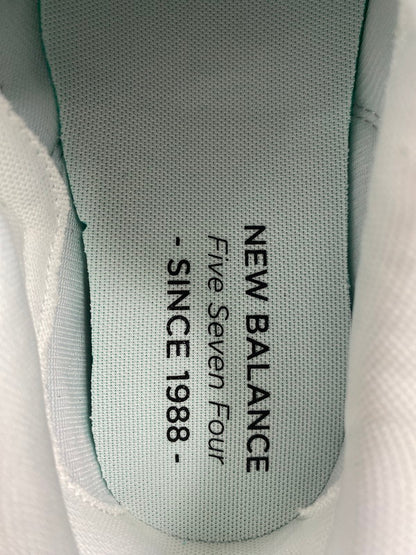 NEW BALANCE
Five Seven Four
- SINCE 1988 -